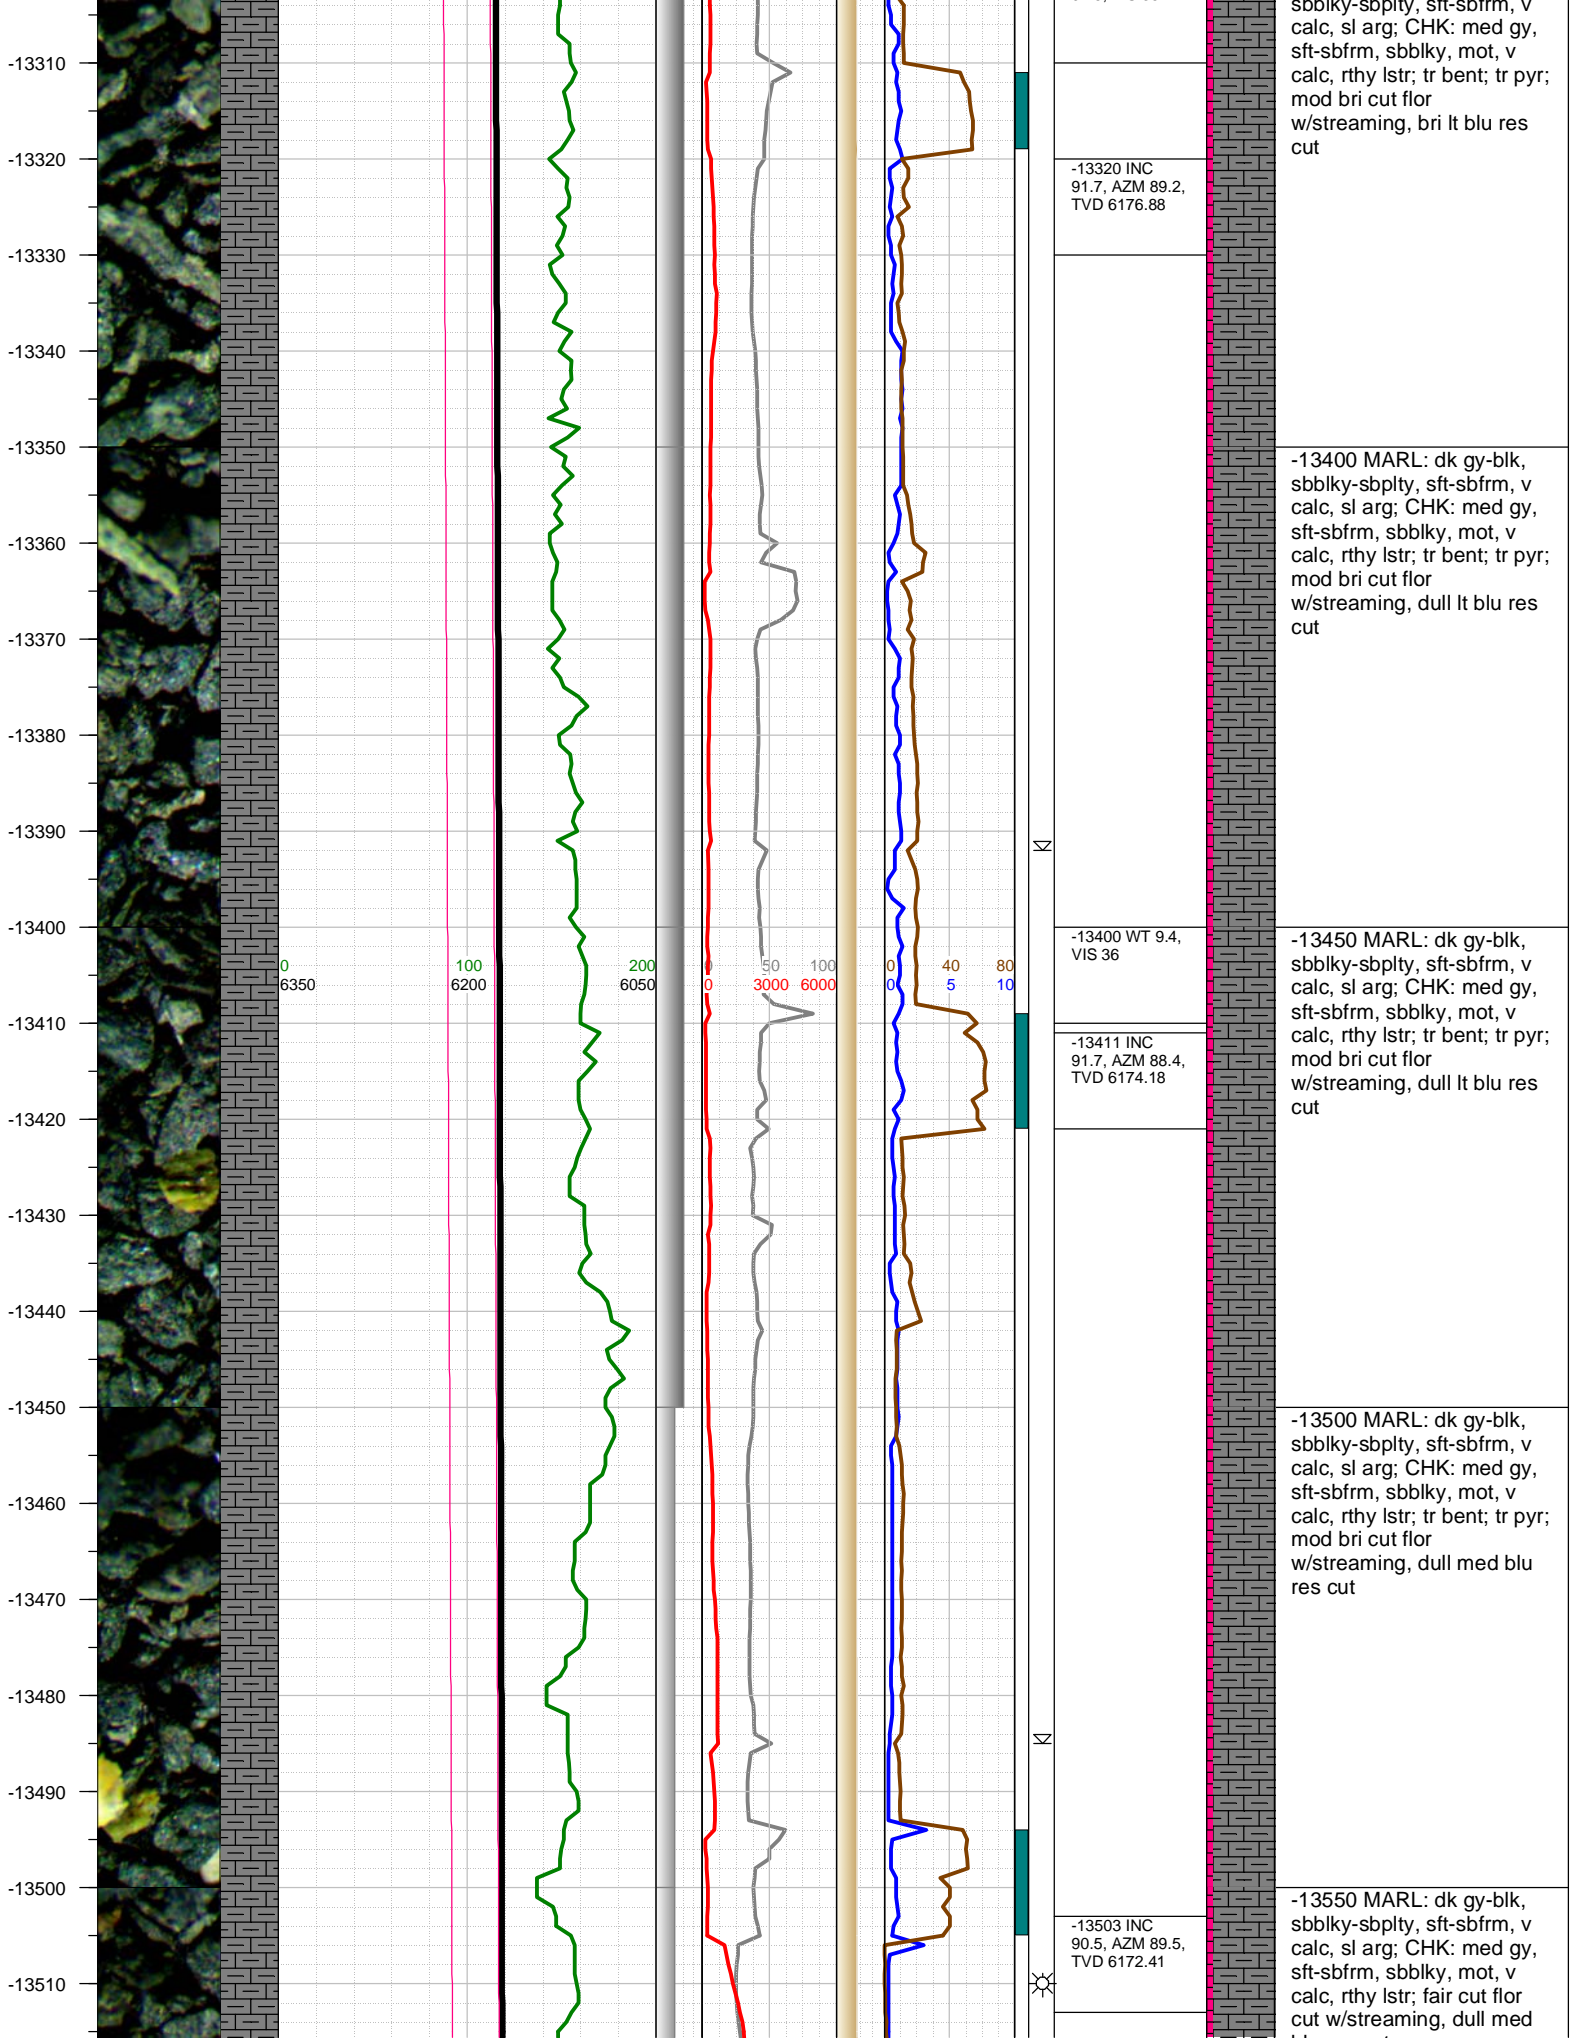 sbblky-sbplty, sft-sbfrm, v
calc, sl arg; CHK: med gy,
sft-sbfrm, sbblky, mot, v
calc, rthy lstr; tr bent; tr pyr;
mod bri cut flor
w/streaming, bri lt blu res
cut
-13310
-13320
-13320 INC
91.7, AZM 89.2,
TVD 6176.88
-13330
-13340
-13350
-13400 MARL: dk gy-blk,
sbblky-sbplty, sft-sbfrm, v
calc, sl arg; CHK: med gy,
sft-sbfrm, sbblky, mot, v
calc, rthy lstr; tr bent; tr pyr;
mod bri cut flor
w/streaming, dull lt blu res
cut
-13360
-13370
-13380
-13390
-13400
-13400 WT 9.4,
VIS 36
-13450 MARL: dk gy-blk,
sbblky-sbplty, sft-sbfrm, v
calc, sl arg; CHK: med gy,
sft-sbfrm, sbblky, mot, v
calc, rthy lstr; tr bent; tr pyr;
mod bri cut flor
w/streaming, dull lt blu res
cut
0 100 200 0 50 100 0 40 80
6350 6200 6050 0 3000 6000 0 5 10
-13410
-13411 INC
91.7, AZM 88.4,
TVD 6174.18
-13420
-13430
-13440
-13450
-13500 MARL: dk gy-blk,
sbblky-sbplty, sft-sbfrm, v
calc, sl arg; CHK: med gy,
sft-sbfrm, sbblky, mot, v
calc, rthy lstr; tr bent; tr pyr;
mod bri cut flor
w/streaming, dull med blu
res cut
-13460
-13470
-13480
-13490
-13500
-13503 INC
90.5, AZM 89.5,
TVD 6172.41
-13510
-13550 MARL: dk gy-blk,
sbblky-sbplty, sft-sbfrm, v
calc, sl arg; CHK: med gy,
sft-sbfrm, sbblky, mot, v
calc, rthy lstr; fair cut flor
cut w/streaming, dull med